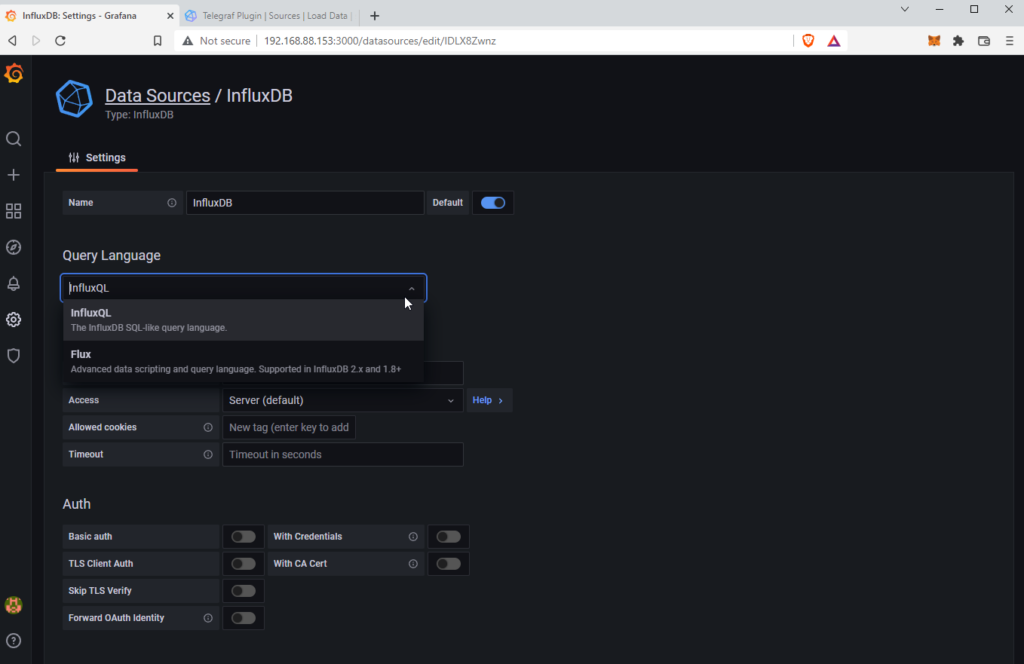 InfluxDB: Settings - Grafana
Telegraf Plugin | Sources | Load Data |
Not secure
192.168.88.153:3000/datasources/edit/IDLX8Zwnz
Data Sources / InfluxDB
Type: InfluxDB
Settings
Name
InfluxDB
Default
Query Language
InfluxQL
InfluxQL
The InfluxDB SQL-like query language.
Flux
Advanced data scripting and query language. Supported in InfluxDB 2.x and 1.8+
Access
Server (default)
Help
Allowed cookies
New tag (enter key to add
Timeout
Timeout in seconds
Auth
Basic auth
With Credentials
TLS Client Auth
With CA Cert
Skip TLS Verify
Forward OAuth Identity